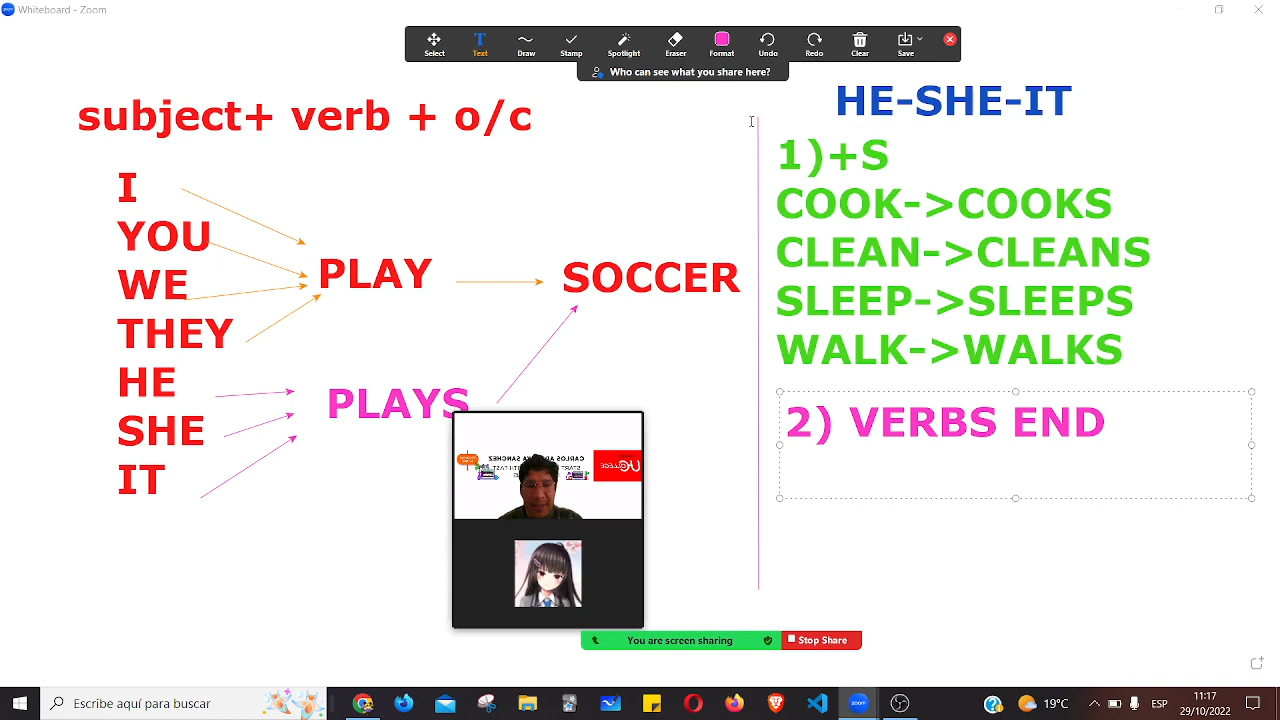 Whiteboard - Zoom
Select
Text
Draw
Stamp
Spotlight
Eraser
Format
Undo
Redo
Clear
Save
Who can see what you share here?
subject+ verb + o/c
I
YOU
WE
THEY
HE
SHE
IT
PLAY
PLAYS
SOCCER
HE-SHE-IT
1)+S
COOK->COOKS
CLEAN->CLEANS
SLEEP->SLEEPS
WALK->WALKS
2) VERBS END
You are screen sharing
Stop Share
Escribe aquí para buscar
zoom
19°C
ESP
11:17
29/10/2022